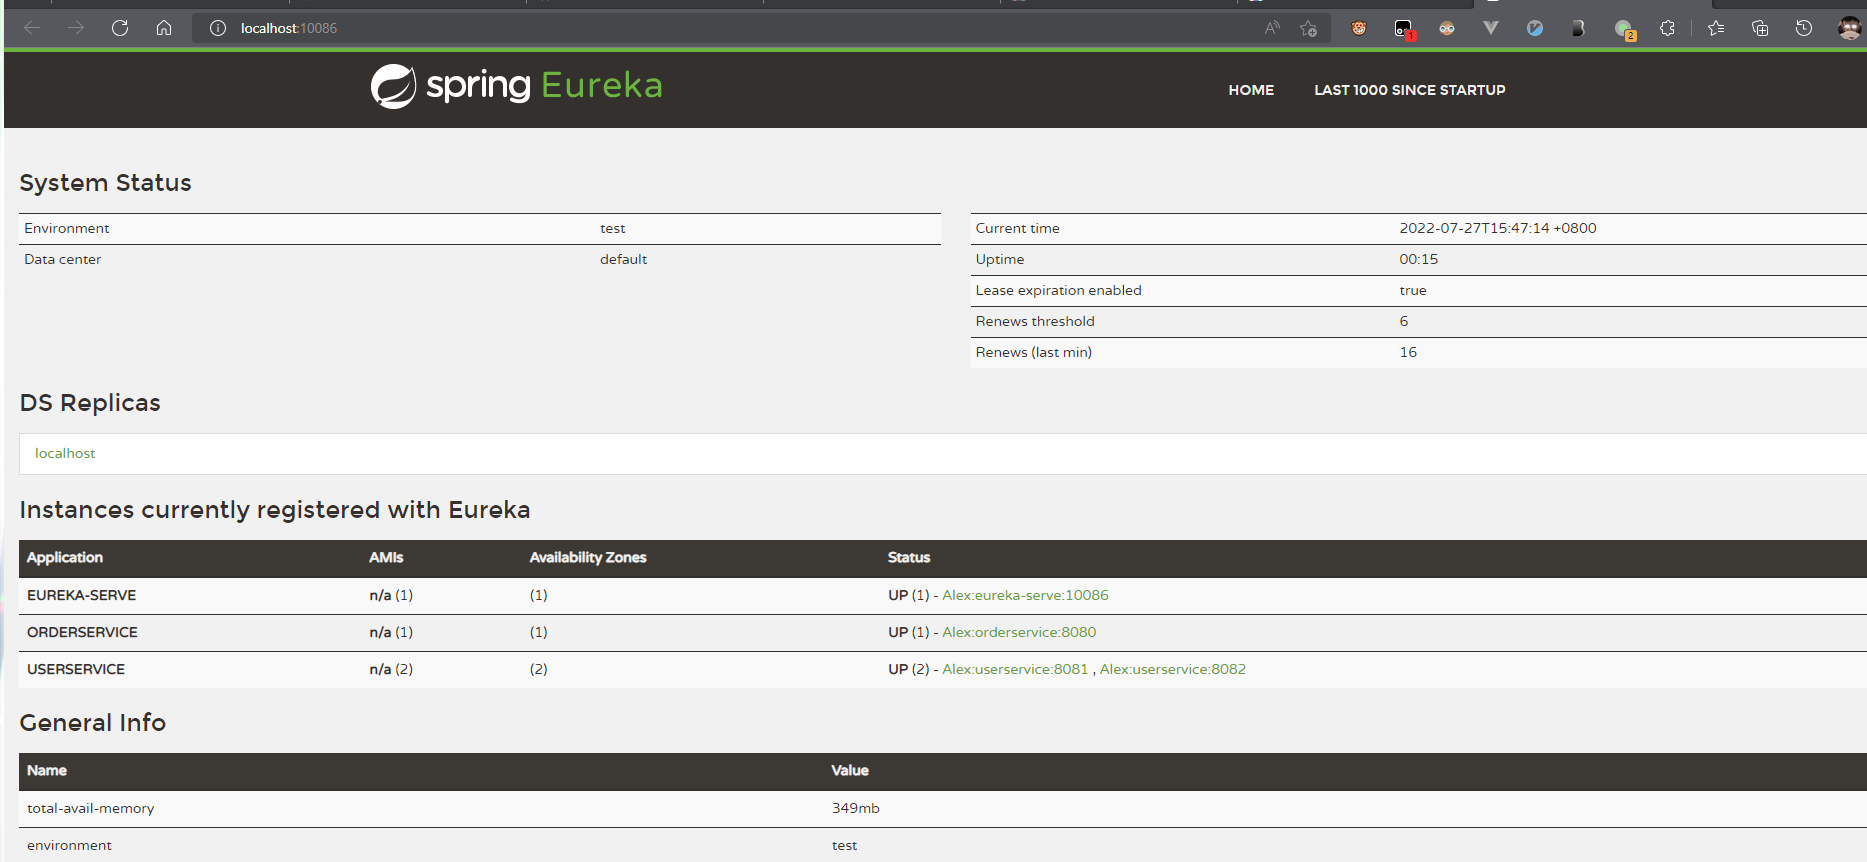 localhost:10086
1
2
spring Eureka
HOME LAST 1000 SINCE STARTUP
System Status
Environment test
Data center default
Current time 2022-07-27T15:47:14 +0800
Uptime 00:15
Lease expiration enabled true
Renews threshold 6
Renews (last min) 16
DS Replicas
localhost
Instances currently registered with Eureka
Application AMIs Availability Zones Status
EUREKA-SERVE n/a (1) (1) UP (1) - Alex:eureka-serve:10086
ORDERSERVICE n/a (1) (1) UP (1) - Alex:orderservice:8080
USERSERVICE n/a (2) (2) UP (2) - Alex:userservice:8081 , Alex:userservice:8082
General Info
Name Value
total-avail-memory 349mb
environment test